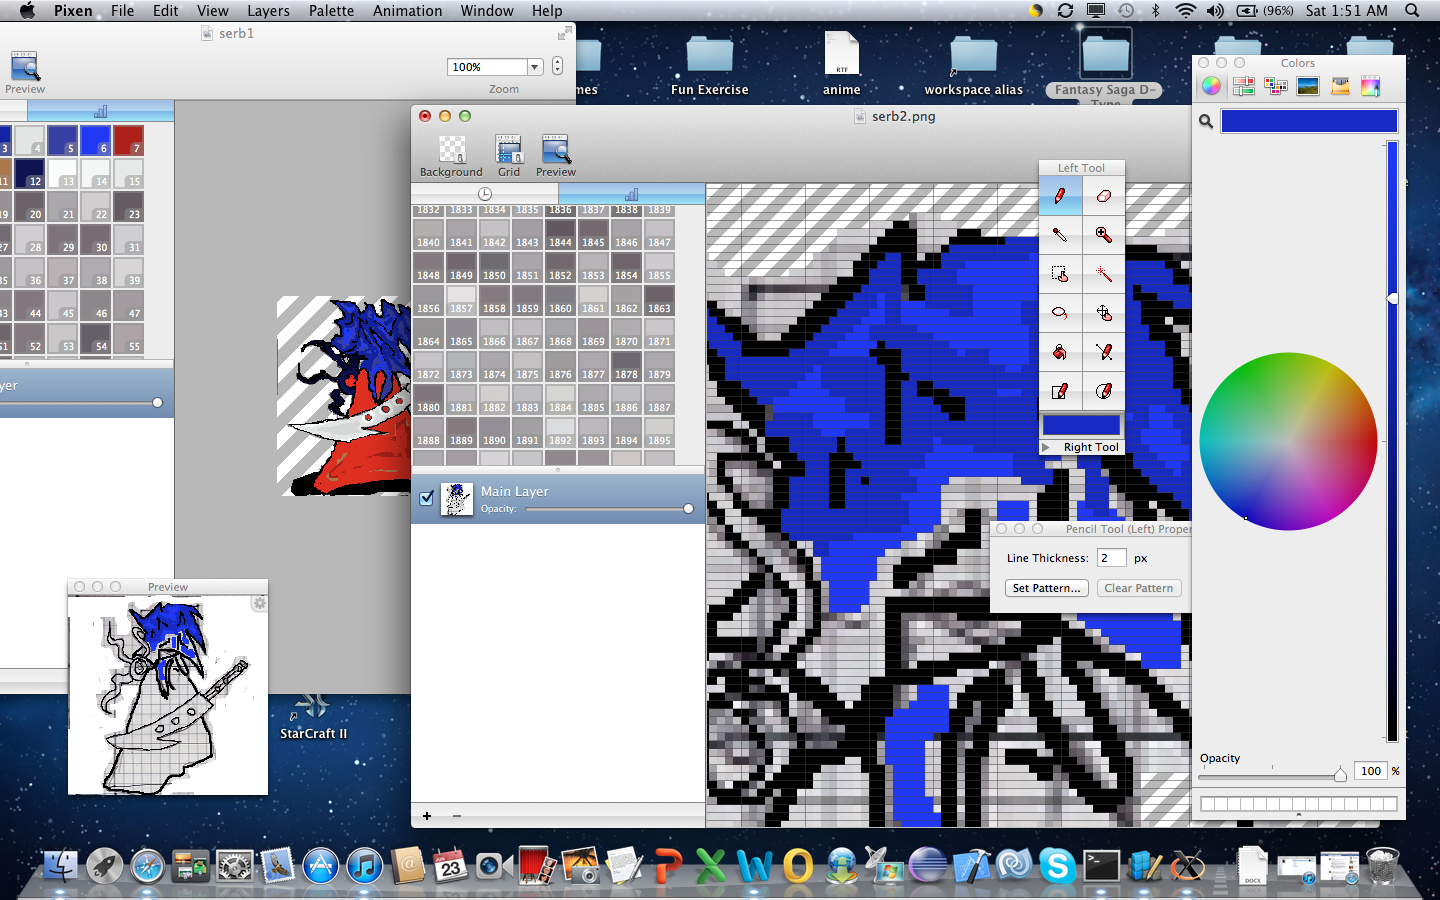 Pixen File Edit View Layers Palette Animation Window Help
(96%) Sat 1:51 AM
serb1
Preview
100%
Zoom
3 4 5 6 7
11 12 13 14 15
19 20 21 22 23
27 28 29 30 31
35 36 37 38 39
43 44 45 46 47
51 52 53 54 55
yer
mes
Fun Exercise
RTF
anime
workspace alias
Fantasy Saga D-
Type
serb2.png
Background Grid Preview
1832 1833 1834 1835 1836 1837 1838 1839
1840 1841 1842 1843 1844 1845 1846 1847
1848 1849 1850 1851 1852 1853 1854 1855
1856 1857 1858 1859 1860 1861 1862 1863
1864 1865 1866 1867 1868 1869 1870 1871
1872 1873 1874 1875 1876 1877 1878 1879
1880 1881 1882 1883 1884 1885 1886 1887
1888 1889 1890 1891 1892 1893 1894 1895
Main Layer
Opacity:
Left Tool
Right Tool
Pencil Tool (Left) Proper
Line Thickness: 2 px
Set Pattern... Clear Pattern
Colors
Opacity
100 %
Preview
StarCraft II
JUN
23
DOCX